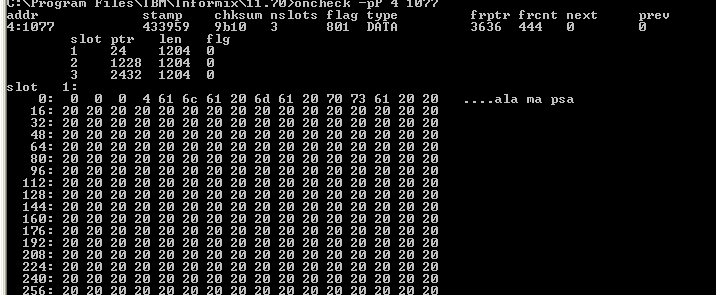 C:\Program Files\IBM\Informix\11.70>oncheck -pP 4 1077
addr             stamp    chksum nslots flag type         frptr frcnt next     prev
4:1077           433959   9b10   3      801  DATA         3636  444   0        0
        slot ptr   len   flg
        1    24    1204  0
        2    1228  1204  0
        3    2432  1204  0
slot   1:
    0:  0  0  0  4 61 6c 61 20 6d 61 20 70 73 61 20 20   ....ala ma psa
   16: 20 20 20 20 20 20 20 20 20 20 20 20 20 20 20 20
   32: 20 20 20 20 20 20 20 20 20 20 20 20 20 20 20 20
   48: 20 20 20 20 20 20 20 20 20 20 20 20 20 20 20 20
   64: 20 20 20 20 20 20 20 20 20 20 20 20 20 20 20 20
   80: 20 20 20 20 20 20 20 20 20 20 20 20 20 20 20 20
   96: 20 20 20 20 20 20 20 20 20 20 20 20 20 20 20 20
  112: 20 20 20 20 20 20 20 20 20 20 20 20 20 20 20 20
  128: 20 20 20 20 20 20 20 20 20 20 20 20 20 20 20 20
  144: 20 20 20 20 20 20 20 20 20 20 20 20 20 20 20 20
  160: 20 20 20 20 20 20 20 20 20 20 20 20 20 20 20 20
  176: 20 20 20 20 20 20 20 20 20 20 20 20 20 20 20 20
  192: 20 20 20 20 20 20 20 20 20 20 20 20 20 20 20 20
  208: 20 20 20 20 20 20 20 20 20 20 20 20 20 20 20 20
  224: 20 20 20 20 20 20 20 20 20 20 20 20 20 20 20 20
  240: 20 20 20 20 20 20 20 20 20 20 20 20 20 20 20 20
  256: 20 20 20 20 20 20 20 20 20 20 20 20 20 20 20 20